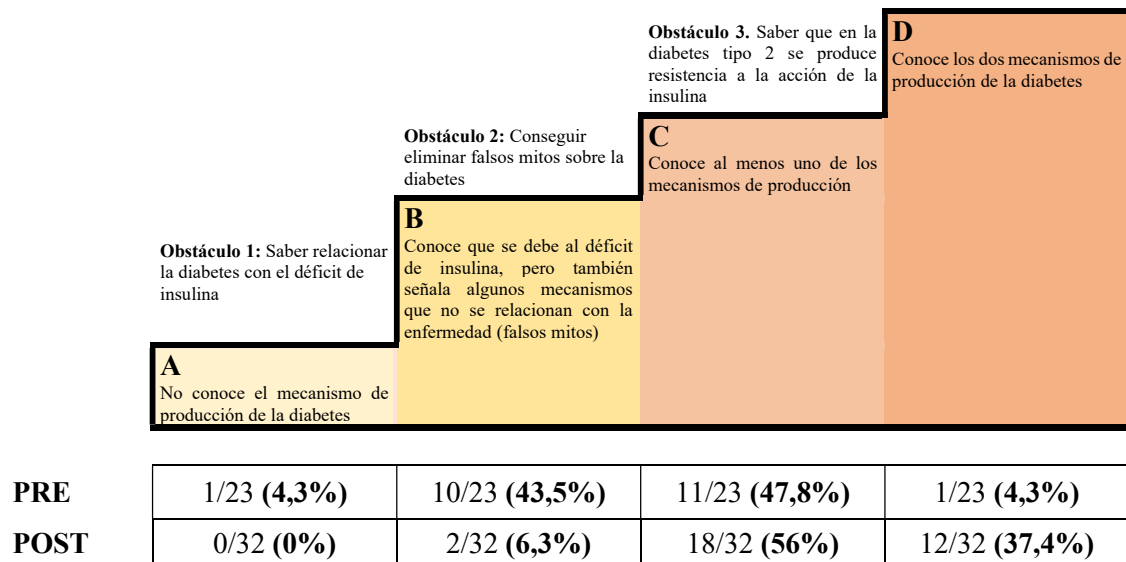 Obstáculo 3. Saber que en la
diabetes tipo 2 se produce
resistencia a la acción de la
insulina
D
Conoce los dos mecanismos de
producción de la diabetes
Obstáculo 2: Conseguir
eliminar falsos mitos sobre la
diabetes
C
Conoce al menos uno de los
mecanismos de producción
Obstáculo 1: Saber relacionar
la diabetes con el déficit de
insulina
B
Conoce que se debe al déficit
de insulina, pero también
señala algunos mecanismos
que no se relacionan con la
enfermedad (falsos mitos)
A
No conoce el mecanismo de
producción de la diabetes
PRE 1/23 (4,3%) 10/23 (43,5%) 11/23 (47,8%) 1/23 (4,3%)
POST 0/32 (0%) 2/32 (6,3%) 18/32 (56%) 12/32 (37,4%)